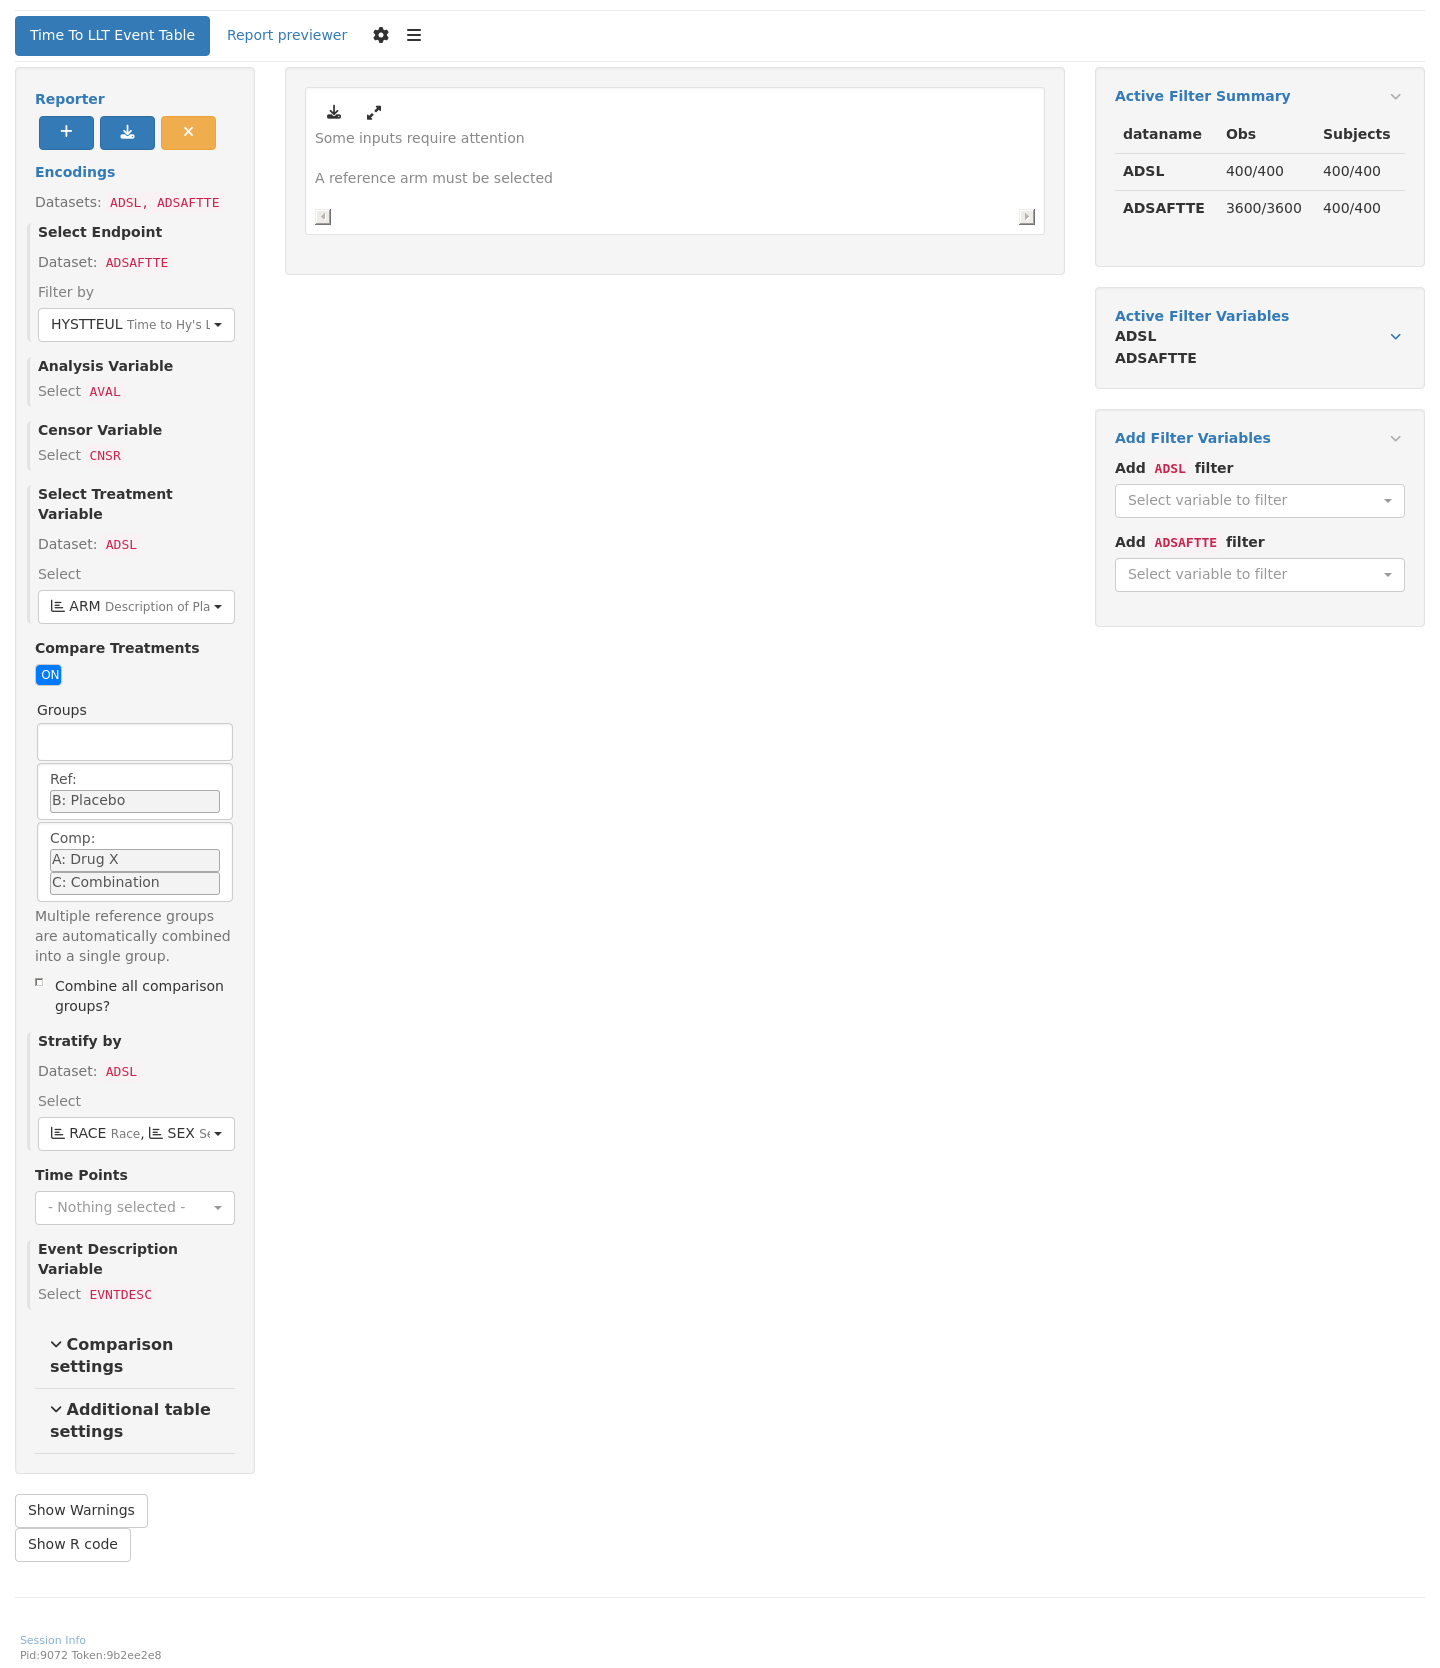 Time To LLT Event Table
Report previewer
Reporter
Encodings
Datasets: ADSL, ADSAFTTE
Select Endpoint
Dataset: ADSAFTTE
Filter by
HYSTTEUL Time to Hy's L
Analysis Variable
Select AVAL
Censor Variable
Select CNSR
Select Treatment
Variable
Dataset: ADSL
Select
ARM Description of Pla
Compare Treatments
ON
Groups
Ref:
B: Placebo
Comp:
A: Drug X
C: Combination
Multiple reference groups
are automatically combined
into a single group.
Combine all comparison
groups?
Stratify by
Dataset: ADSL
Select
RACE Race, SEX Se
Time Points
- Nothing selected -
Event Description
Variable
Select EVNTDESC
Comparison
settings
Additional table
settings
Show Warnings
Show R code
Some inputs require attention
A reference arm must be selected
Active Filter Summary
dataname Obs Subjects
ADSL 400/400 400/400
ADSAFTTE 3600/3600 400/400
Active Filter Variables
ADSL
ADSAFTTE
Add Filter Variables
Add ADSL filter
Select variable to filter
Add ADSAFTTE filter
Select variable to filter
Session Info
Pid:9072 Token:9b2ee2e8